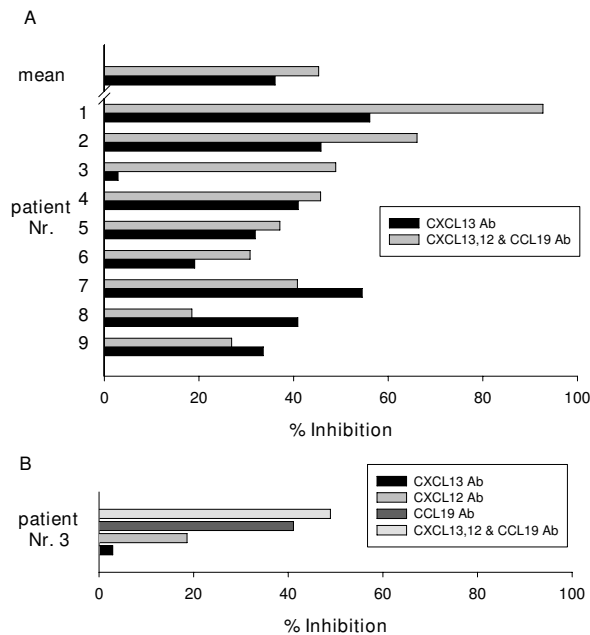 A
mean
1
2
3
patient
Nr.
4
5
6
7
8
9
CXCL13 Ab
CXCL13,12 & CCL19 Ab
0 20 40 60 80 100
% Inhibition
B
patient
Nr. 3
CXCL13 Ab
CXCL12 Ab
CCL19 Ab
CXCL13,12 & CCL19 Ab
0 20 40 60 80 100
% Inhibition